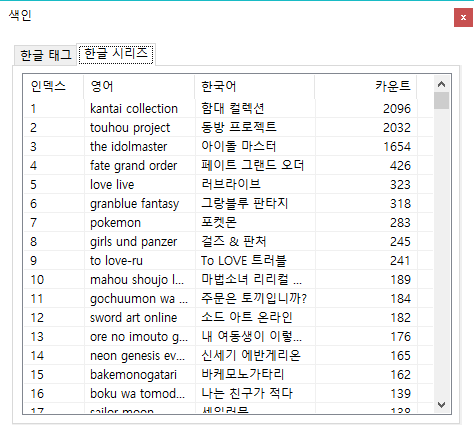 색인
x
한글 태그 한글 시리즈
인덱스 영어 한국어 카운트
1 kantai collection 함대 컬렉션 2096
2 touhou project 동방 프로젝트 2032
3 the idolmaster 아이돌 마스터 1654
4 fate grand order 페이트 그랜드 오더 426
5 love live 러브라이브 323
6 granblue fantasy 그랑블루 판타지 318
7 pokemon 포켓몬 283
8 girls und panzer 걸즈 & 판처 245
9 to love-ru To LOVE 트러블 241
10 mahou shoujo l... 마법소녀 리리컬 ... 189
11 gochuumon wa ... 주문은 토끼입니까? 184
12 sword art online 소드 아트 온라인 182
13 ore no imouto g... 내 여동생이 이렇... 176
14 neon genesis ev... 신세기 에반게리온 165
15 bakemonogatari 바케모노가타리 162
16 boku wa tomod... 나는 친구가 적다 139
17 sailor moon 세일러문 138